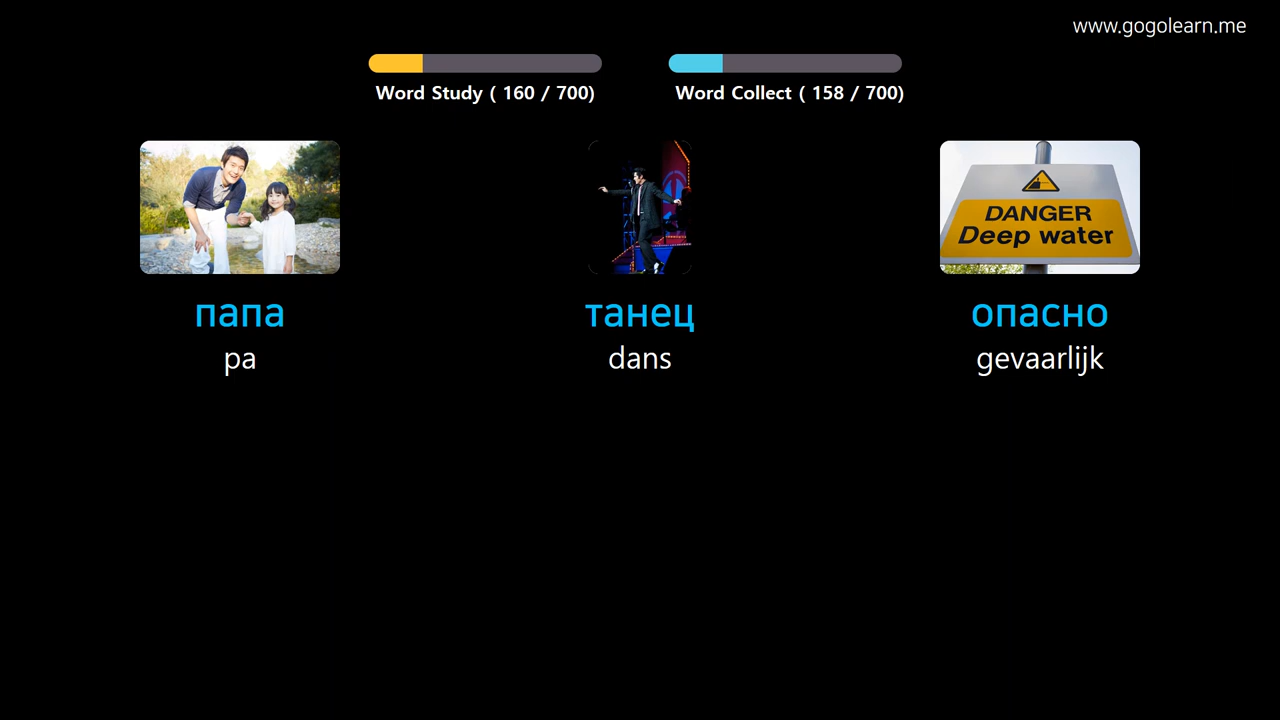 www.gogolearn.me
Word Study ( 160 / 700)
Word Collect ( 158 / 700)
DANGER
Deep water
папа
танец
опасно
pa
dans
gevaarlijk